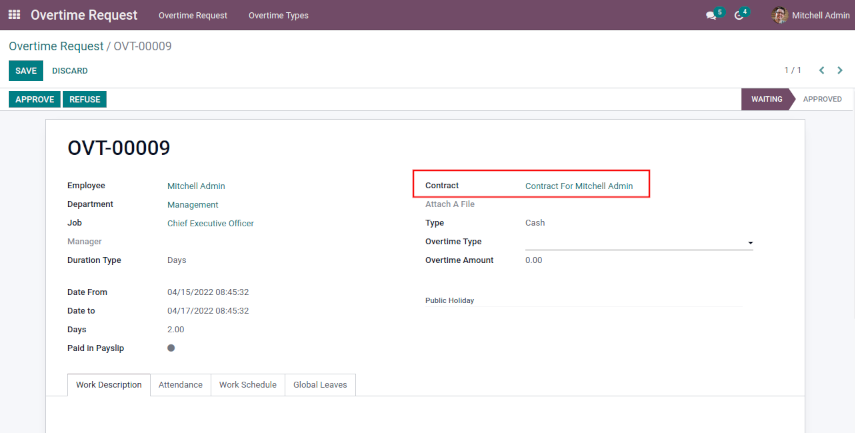 Overtime Request Overtime Request Overtime Types 5 4 Mitchell Admin
Overtime Request / OVT-00009
SAVE DISCARD 1 / 1
APPROVE REFUSE WAITING APPROVED
OVT-00009
Employee Mitchell Admin Contract Contract For Mitchell Admin
Department Management Attach A File
Job Chief Executive Officer Type Cash
Manager Overtime Type
Duration Type Days Overtime Amount 0.00
Date From 04/15/2022 08:45:32 Public Holiday
Date to 04/17/2022 08:45:32
Days 2.00
Paid in Payslip
Work Description Attendance Work Schedule Global Leaves